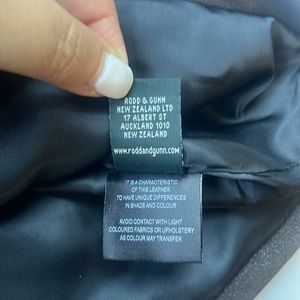 RODD & GUNN
NEW ZEALAND LTD
17 ALBERT ST
AUCKLAND 1010
NEW ZEALAND
www.roddandgunn.com
IT IS A CHARACTERISTIC
OF THIS LEATHER
TO HAVE UNIQUE DIFFERENCES
IN SHADE AND COLOUR
AVOID CONTACT WITH LIGHT
COLOURED FABRICS OR UPHOLSTERY
AS COLOUR MAY TRANSFER